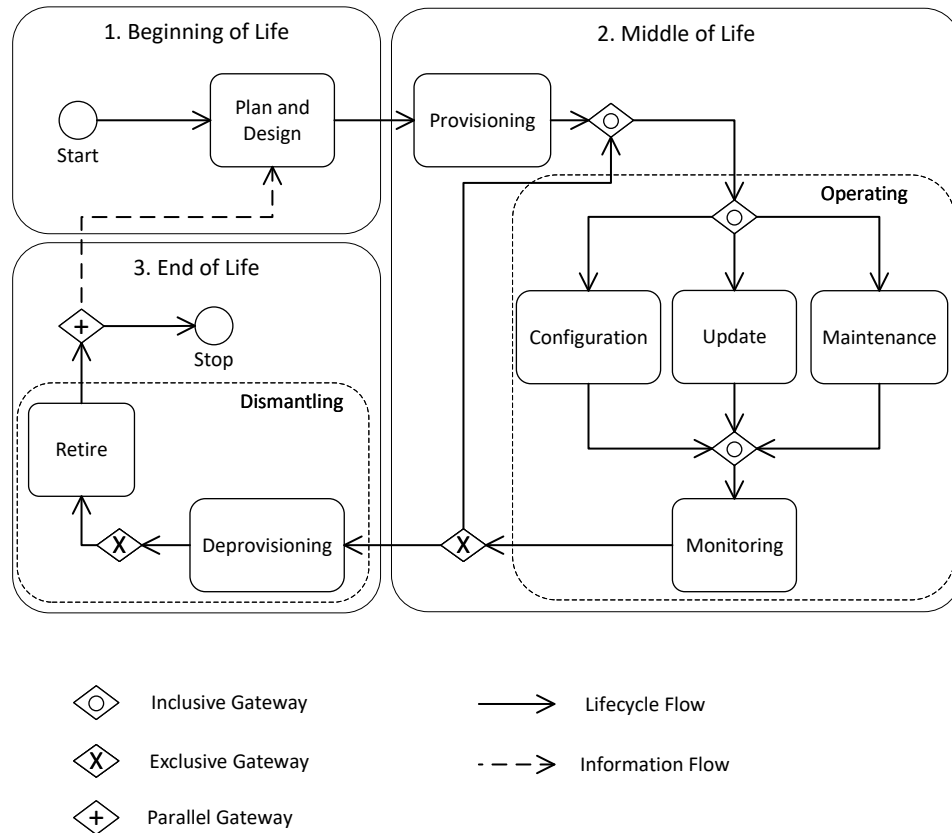 1. Beginning of Life
2. Middle of Life
Plan and
Design
Provisioning
Start
Operating
3. End of Life
Configuration
Update
Maintenance
Stop
Dismantling
Retire
X
Deprovisioning
X
Monitoring
Inclusive Gateway
Lifecycle Flow
X
Exclusive Gateway
Information Flow
Parallel Gateway